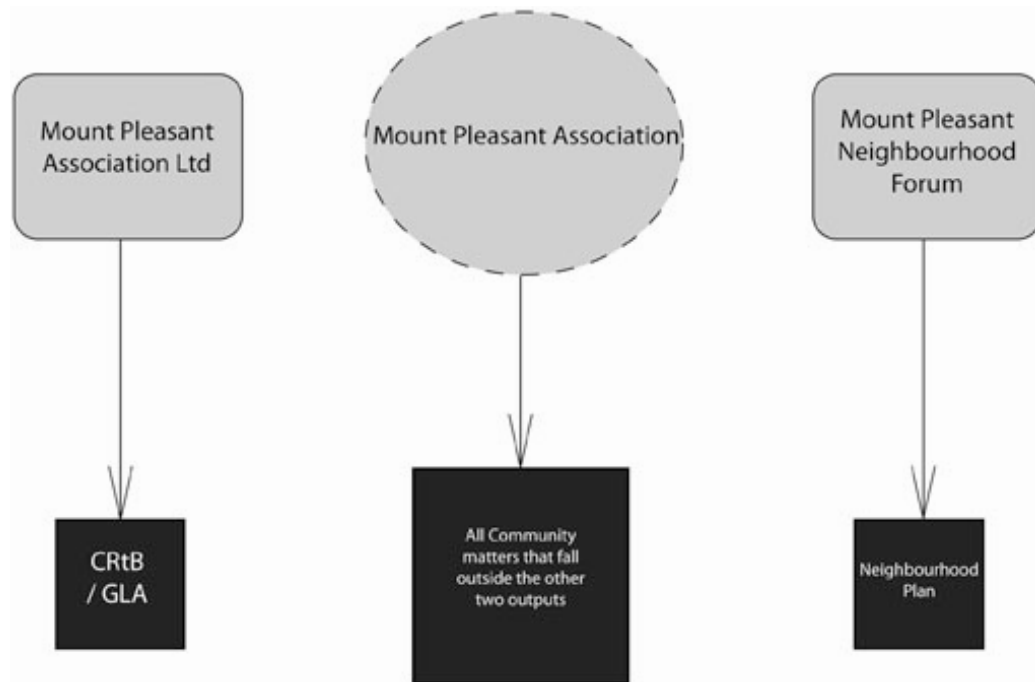 Mount Pleasant
Association Ltd
Mount Pleasant Association
Mount Pleasant
Neighbourhood
Forum
CRtB
/ GLA
All Community
matters that fall
outside the other
two outputs
Neighbourhood
Plan